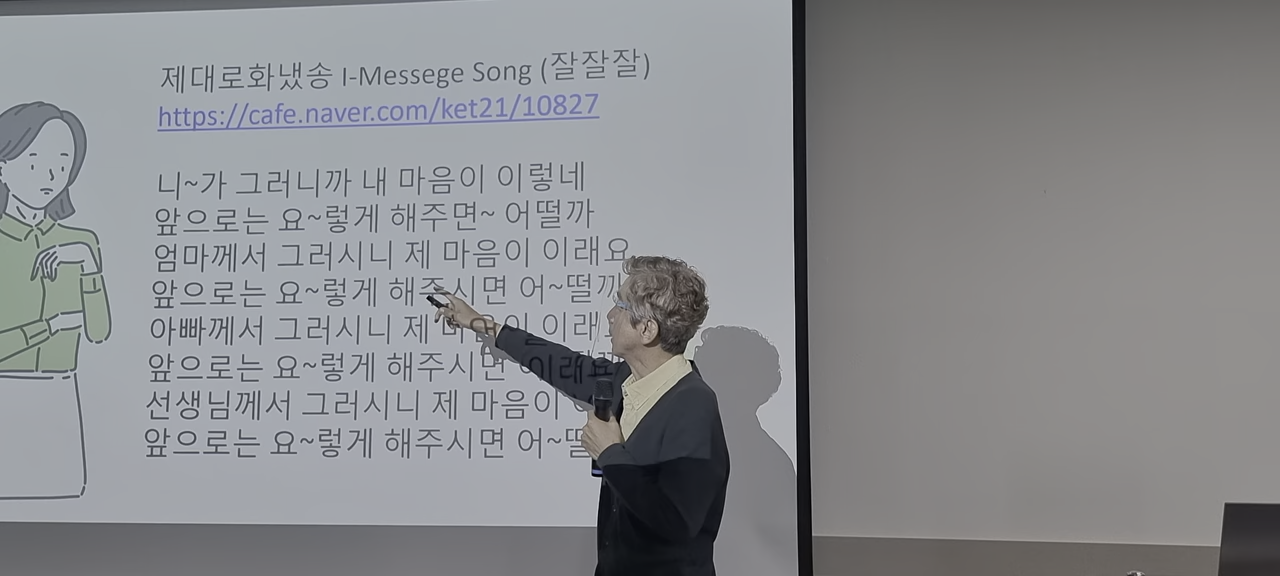 제대로화냈송 I-Messege Song (잘잘잘)
https://cafe.naver.com/ket21/10827
니~가 그러니까 내 마음이 이렇네
앞으로는 요~렇게 해주면~ 어떨까
엄마께서 그러시니 제 마음이 이래요
앞으로는 요~렇게 해주시면 어~떨까
아빠께서 그러시니 제 마음이 이래
앞으로는 요~렇게 해주시면
선생님께서 그러시니 제 마음이
앞으로는 요~렇게 해주시면 어~떨